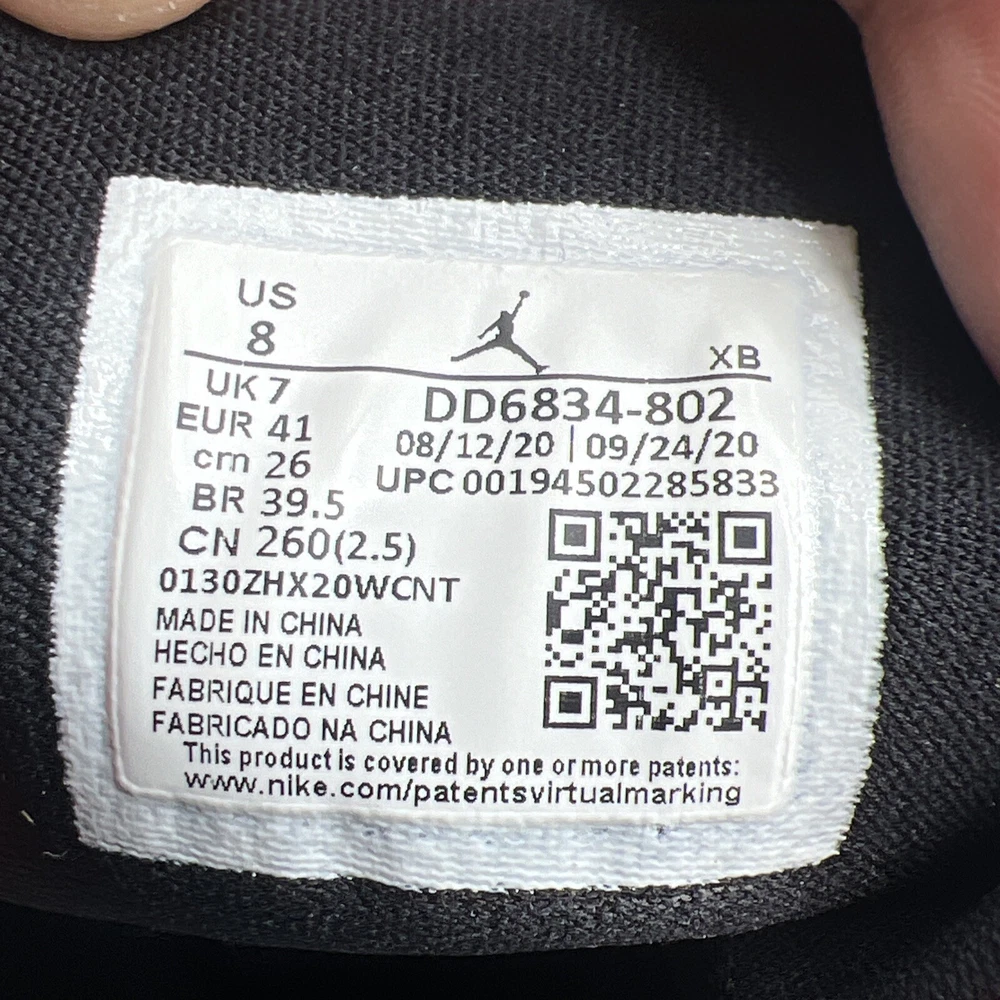 US
8
XB
UK 7
EUR 41
cm 26
BR 39.5
CN 260(2.5)
DD6834-802
08/12/20 | 09/24/20
UPC 00194502285833
0130ZHX20WCNT
MADE IN CHINA
HECHO EN CHINA
FABRIQUE EN CHINE
FABRICADO NA CHINA
This product is covered by one or more patents:
www.nike.com/patentsvirtualmarking